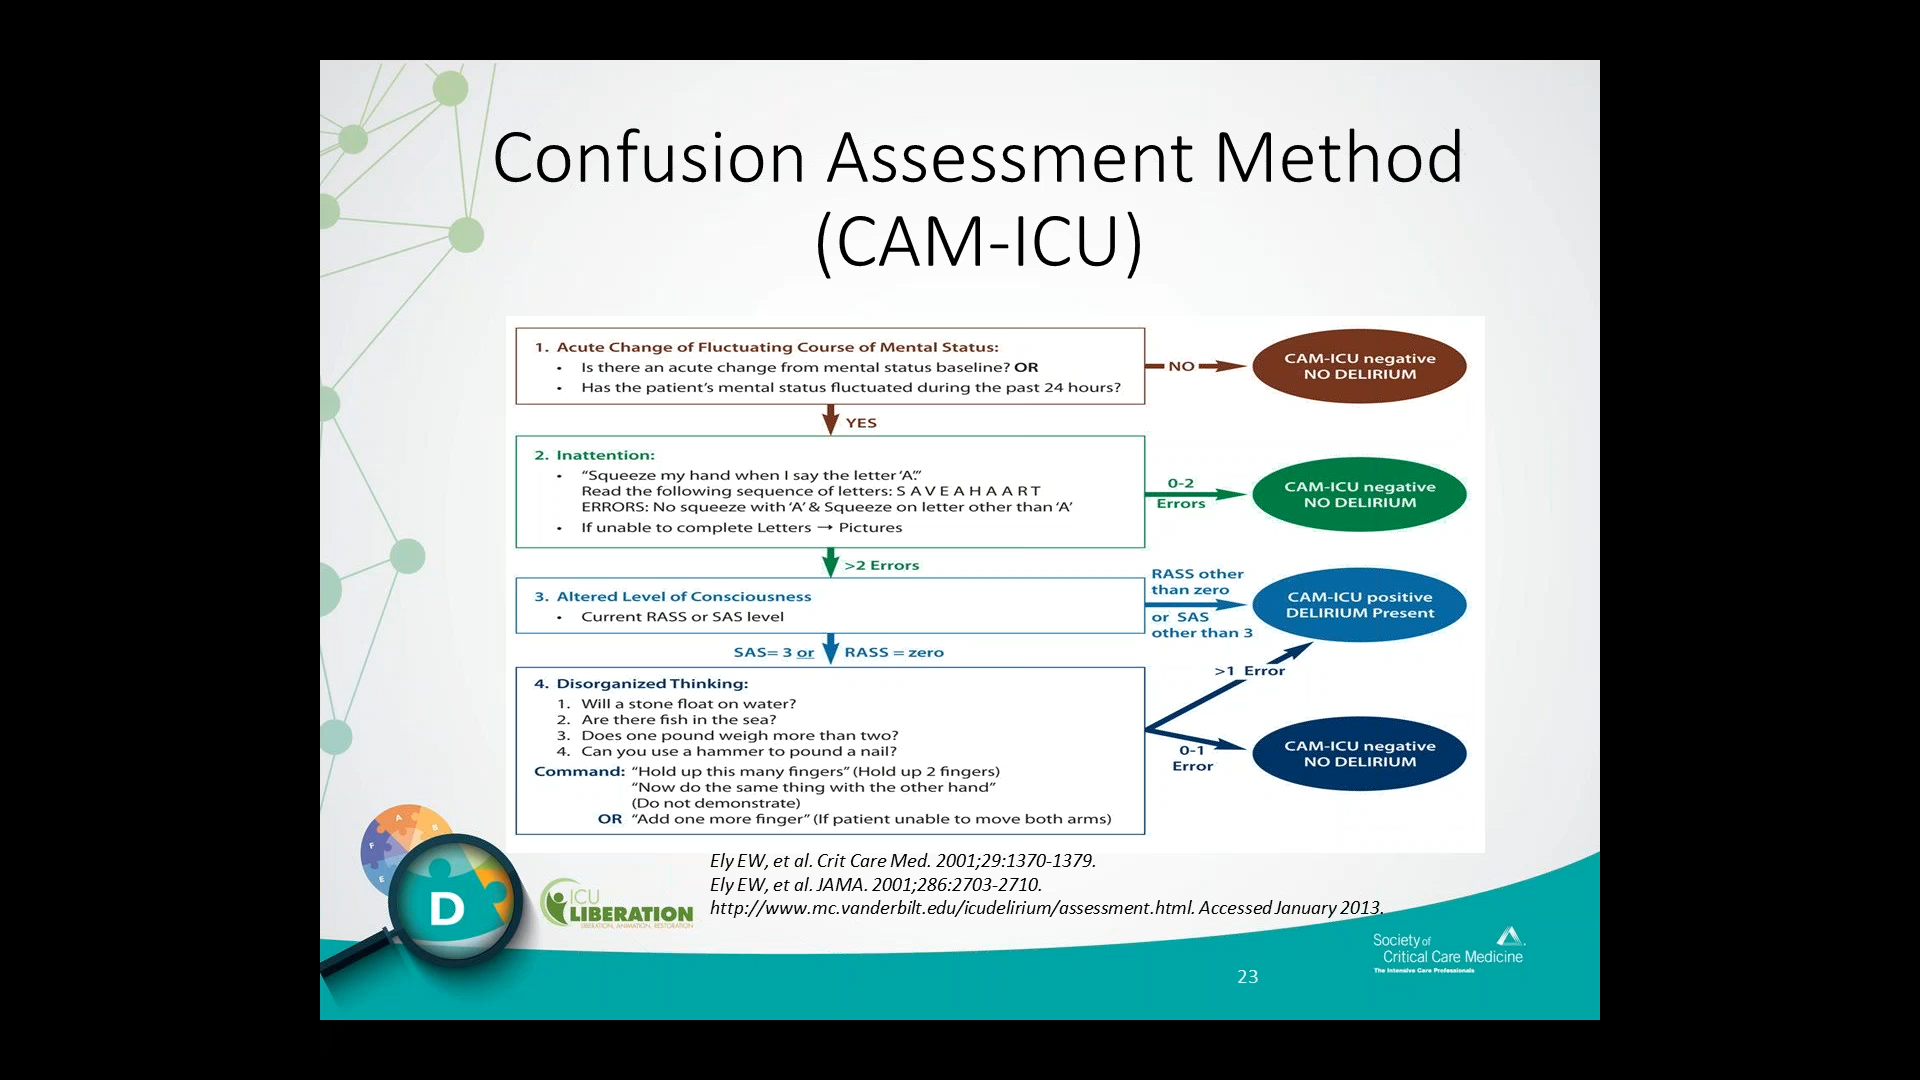 Confusion Assessment Method
(CAM-ICU)
1. Acute Change of Fluctuating Course of Mental Status:
• Is there an acute change from mental status baseline? OR
• Has the patient's mental status fluctuated during the past 24 hours?
NO
CAM-ICU negative
NO DELIRIUM
YES
2. Inattention:
• “Squeeze my hand when I say the letter ‘A’.”
Read the following sequence of letters: S A V E A H A A R T
ERRORS: No squeeze with ‘A’ & Squeeze on letter other than ‘A’
• If unable to complete Letters → Pictures
0-2
Errors
CAM-ICU negative
NO DELIRIUM
>2 Errors
3. Altered Level of Consciousness
• Current RASS or SAS level
RASS other
than zero
or SAS
other than 3
CAM-ICU positive
DELIRIUM Present
SAS= 3 or RASS = zero
4. Disorganized Thinking:
1. Will a stone float on water?
2. Are there fish in the sea?
3. Does one pound weigh more than two?
4. Can you use a hammer to pound a nail?
Command: “Hold up this many fingers” (Hold up 2 fingers)
“Now do the same thing with the other hand”
(Do not demonstrate)
OR “Add one more finger” (If patient unable to move both arms)
>1 Error
0-1
Error
CAM-ICU negative
NO DELIRIUM
Ely EW, et al. Crit Care Med. 2001;29:1370-1379.
Ely EW, et al. JAMA. 2001;286:2703-2710.
http://www.mc.vanderbilt.edu/icudelirium/assessment.html. Accessed January 2013.
A
B
F
E
D
ICU
LIBERATION
LIBERATION, ANIMATION, RESTORATION
Society of
Critical Care Medicine
The Intensive Care Professionals
23